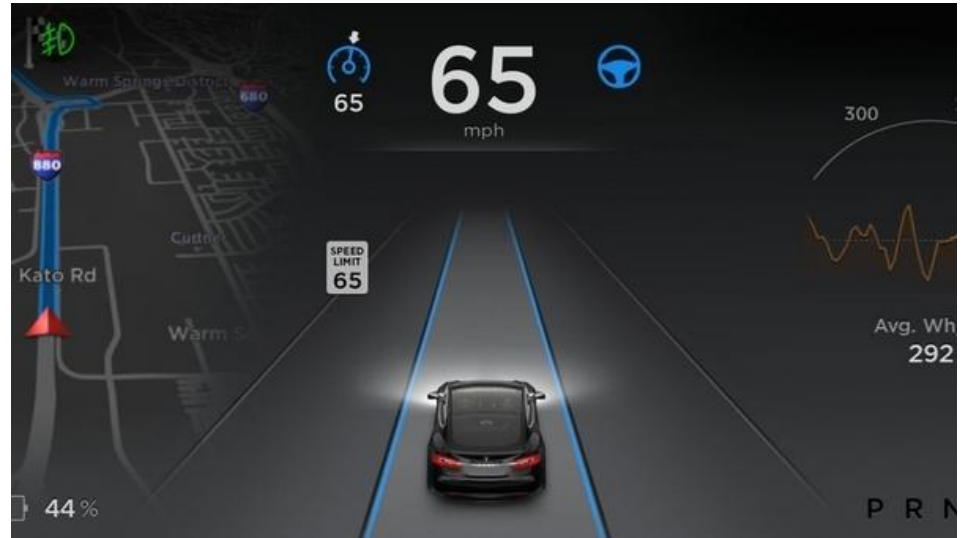 Warm Springs District
680
65
65
mph
300
880
Kato Rd
SPEED
LIMIT
65
Warm S
Avg. Wh
292
44%
P R N